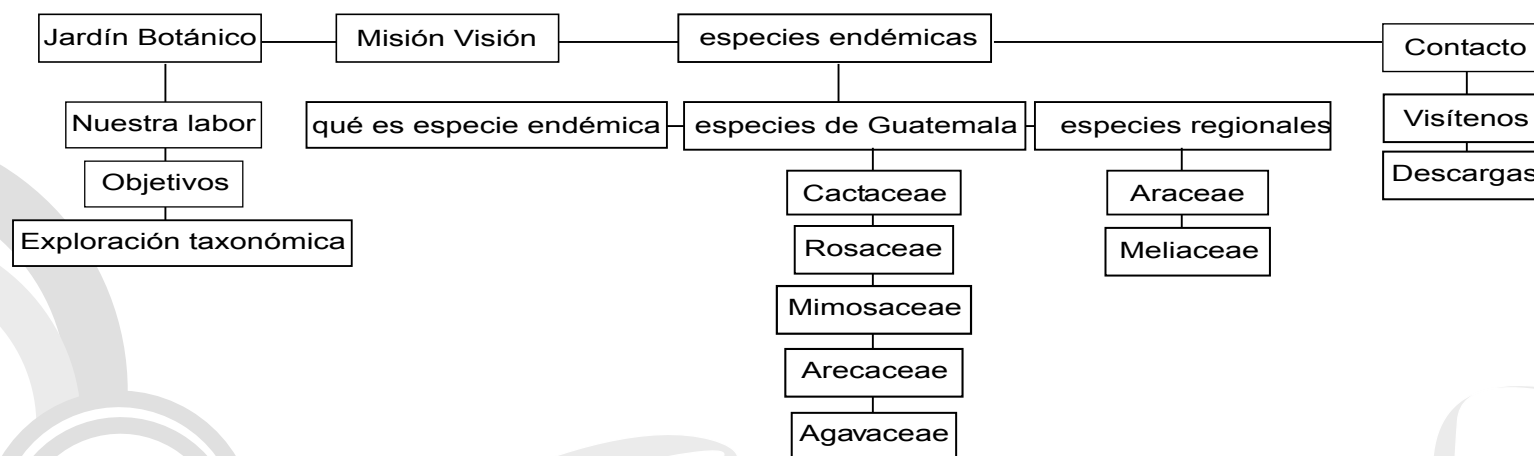 Jardín Botánico
Misión Visión
especies endémicas
Contacto
Nuestra labor
qué es especie endémica
especies de Guatemala
especies regionales
Visítenos
Objetivos
Cactaceae
Araceae
Descargas
Exploración taxonómica
Rosaceae
Meliaceae
Mimosaceae
Arecaceae
Agavaceae